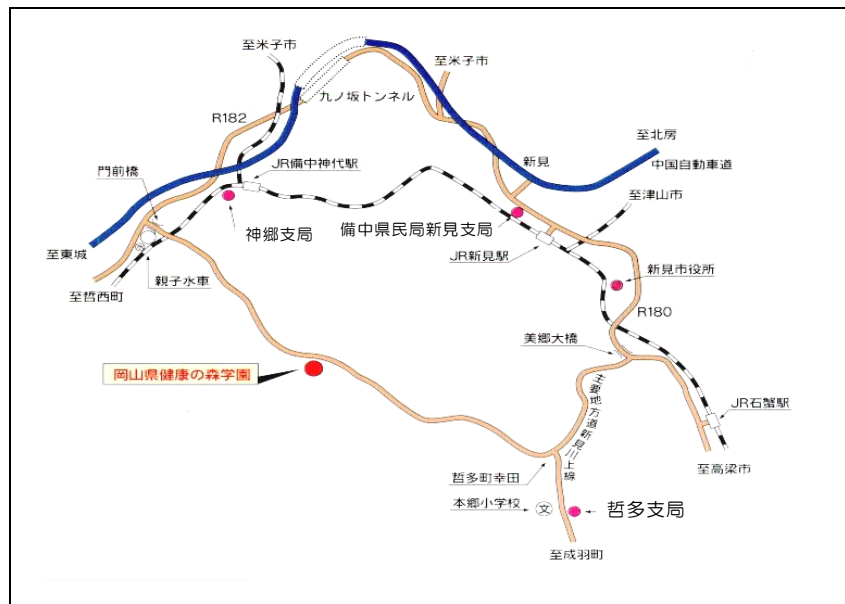 至米子市
至米子市
九ノ坂トンネル
R182
至北房
新見
中国自動車道
門前橋
JR備中神代駅
至津山市
神郷支局
備中県民局新見支局
至東城
JR新見駅
親子水車
新見市役所
至哲西町
R180
美郷大橋
岡山県健康の森学園
主要地方道新見川上線
JR石蟹駅
哲多町幸田
至高梁市
本郷小学校
文
哲多支局
至成羽町